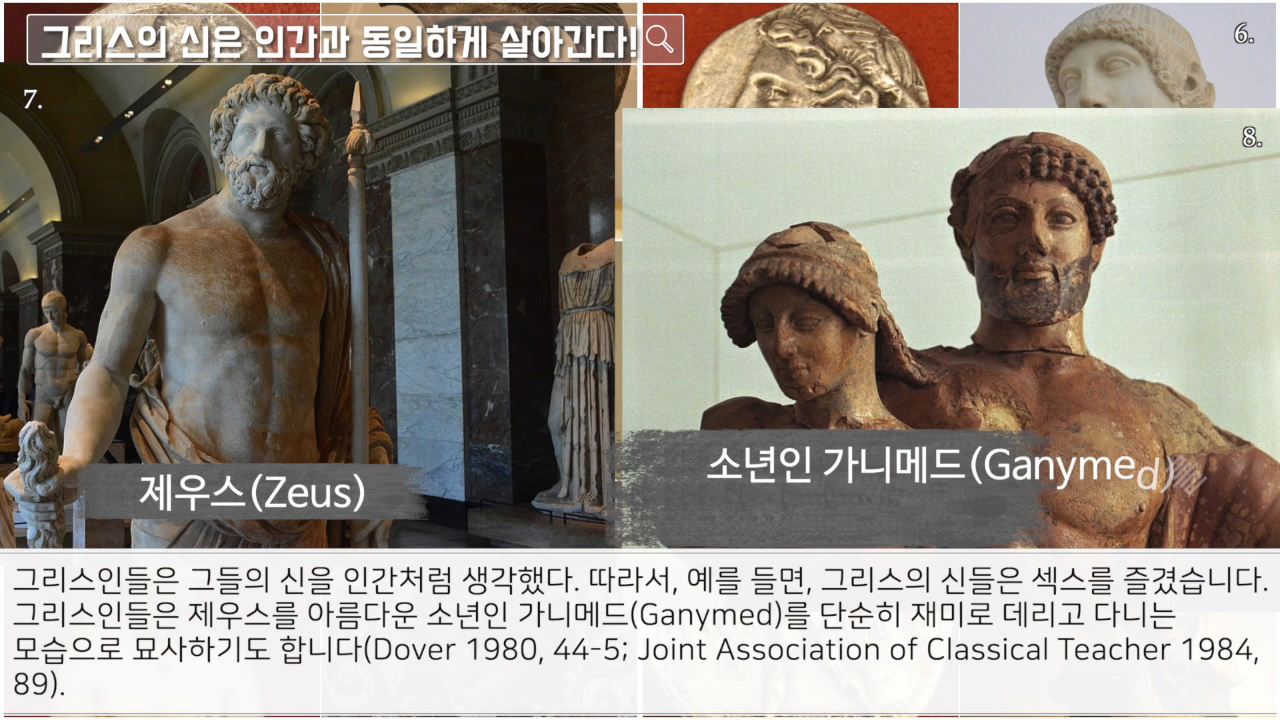 그리스의 신은 인간과 동일하게 살아간다!
6.
7.
8.
제우스(Zeus)
소년인 가니메드(Ganymed)
그리스인들은 그들의 신을 인간처럼 생각했다. 따라서, 예를 들면, 그리스의 신들은 섹스를 즐겼습니다.
그리스인들은 제우스를 아름다운 소년인 가니메드(Ganymed)를 단순히 재미로 데리고 다니는
모습으로 묘사하기도 합니다(Dover 1980, 44-5; Joint Association of Classical Teacher 1984,
89).